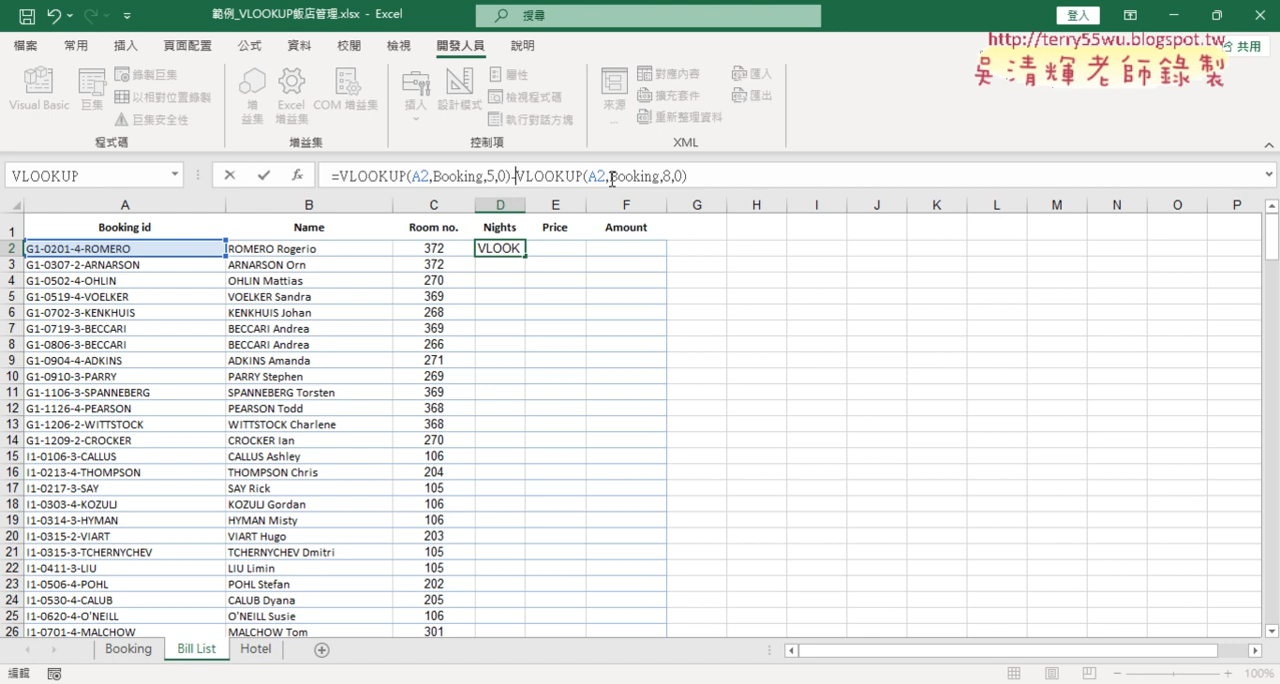 範例_VLOOKUP飯店管理.xlsx - Excel
搜尋
登入
檔案 常用 插入 頁面配置 公式 資料 校閱 檢視 開發人員 說明
共用
http://terry55wu.blogspot.tw
吳清輝老師錄製
Visual Basic
巨集
錄製巨集
以相對位置錄製
巨集安全性
增益集
Excel 增益集
COM 增益集
插入
設計模式
屬性
檢視程式碼
執行對話方塊
來源
對應內容
擴充套件
重新整理資料
匯入
匯出
程式碼 增益集 控制項 XML
VLOOKUP
fx
=VLOOKUP(A2,Booking,5,0)-VLOOKUP(A2,Booking,8,0)
A B C D E F G H I J K L M N O P
1 Booking id Name Room no. Nights Price Amount
2 G1-0201-4-ROMERO ROMERO Rogerio 372 VLOOK
3 G1-0307-2-ARNARSON ARNARSON Orn 372
4 G1-0502-4-OHLIN OHLIN Mattias 270
5 G1-0519-4-VOELKER VOELKER Sandra 369
6 G1-0702-3-KENKHUIS KENKHUIS Johan 268
7 G1-0719-3-BECCARI BECCARI Andrea 369
8 G1-0806-3-BECCARI BECCARI Andrea 266
9 G1-0904-4-ADKINS ADKINS Amanda 271
10 G1-0910-3-PARRY PARRY Stephen 269
11 G1-1106-3-SPANNEBERG SPANNEBERG Torsten 369
12 G1-1126-4-PEARSON PEARSON Todd 368
13 G1-1206-2-WITTSTOCK WITTSTOCK Charlene 368
14 G1-1209-2-CROCKER CROCKER Ian 270
15 I1-0106-3-CALLUS CALLUS Ashley 106
16 I1-0213-4-THOMPSON THOMPSON Chris 204
17 I1-0217-3-SAY SAY Rick 105
18 I1-0303-4-KOZULJ KOZULJ Gordan 106
19 I1-0314-3-HYMAN HYMAN Misty 106
20 I1-0315-2-VIART VIART Hugo 203
21 I1-0315-3-TCHERNYCHEV TCHERNYCHEV Dmitri 105
22 I1-0411-3-LIU LIU Limin 105
23 I1-0506-4-POHL POHL Stefan 202
24 I1-0530-4-CALUB CALUB Dyana 205
25 I1-0620-4-O'NEILL O'NEILL Susie 106
26 I1-0701-4-MALCHOW MALCHOW Tom 301
Booking Bill List Hotel
編輯
100%